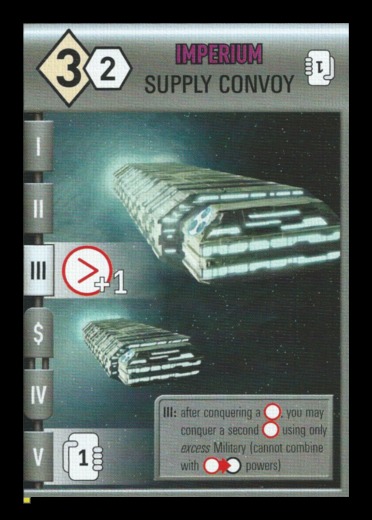 3 2 IMPERIUM
SUPPLY CONVOY 1
I
II
III +1
$
IV
V 1
III: after conquering a , you may
conquer a second using only
excess Military (cannot combine
with powers)